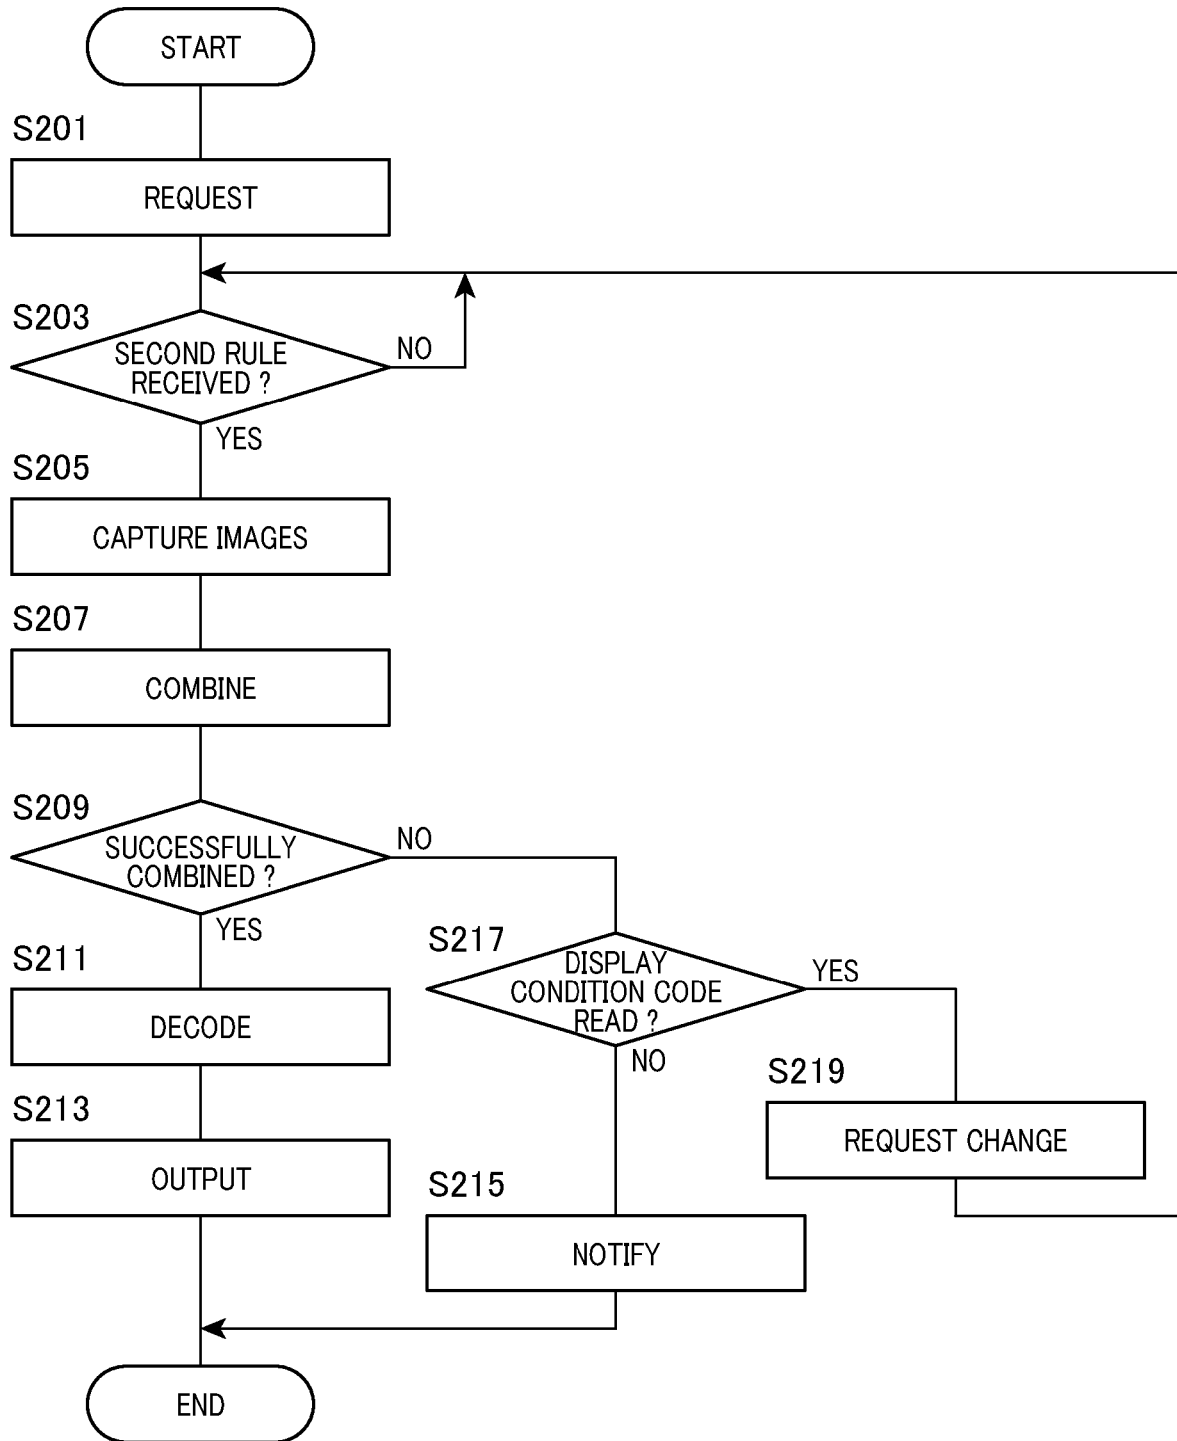 START
S201
REQUEST
S203
SECOND RULE
RECEIVED ?
NO
YES
S205
CAPTURE IMAGES
S207
COMBINE
S209
SUCCESSFULLY
COMBINED ?
NO
YES
S217
DISPLAY
CONDITION CODE
READ ?
YES
NO
S211
DECODE
S219
REQUEST CHANGE
S213
OUTPUT
S215
NOTIFY
END